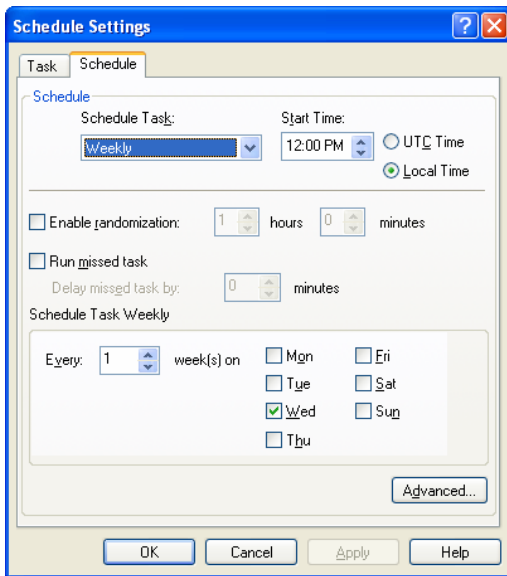 Schedule Settings
Task Schedule
Schedule
Schedule Task: Start Time:
Weekly 12:00 PM UTC Time
Local Time
Enable randomization: 1 hours 0 minutes
Run missed task
Delay missed task by: 0 minutes
Schedule Task Weekly
Every: 1 week(s) on Mon Fri
Tue Sat
Wed Sun
Thu
Advanced...
OK Cancel Apply Help